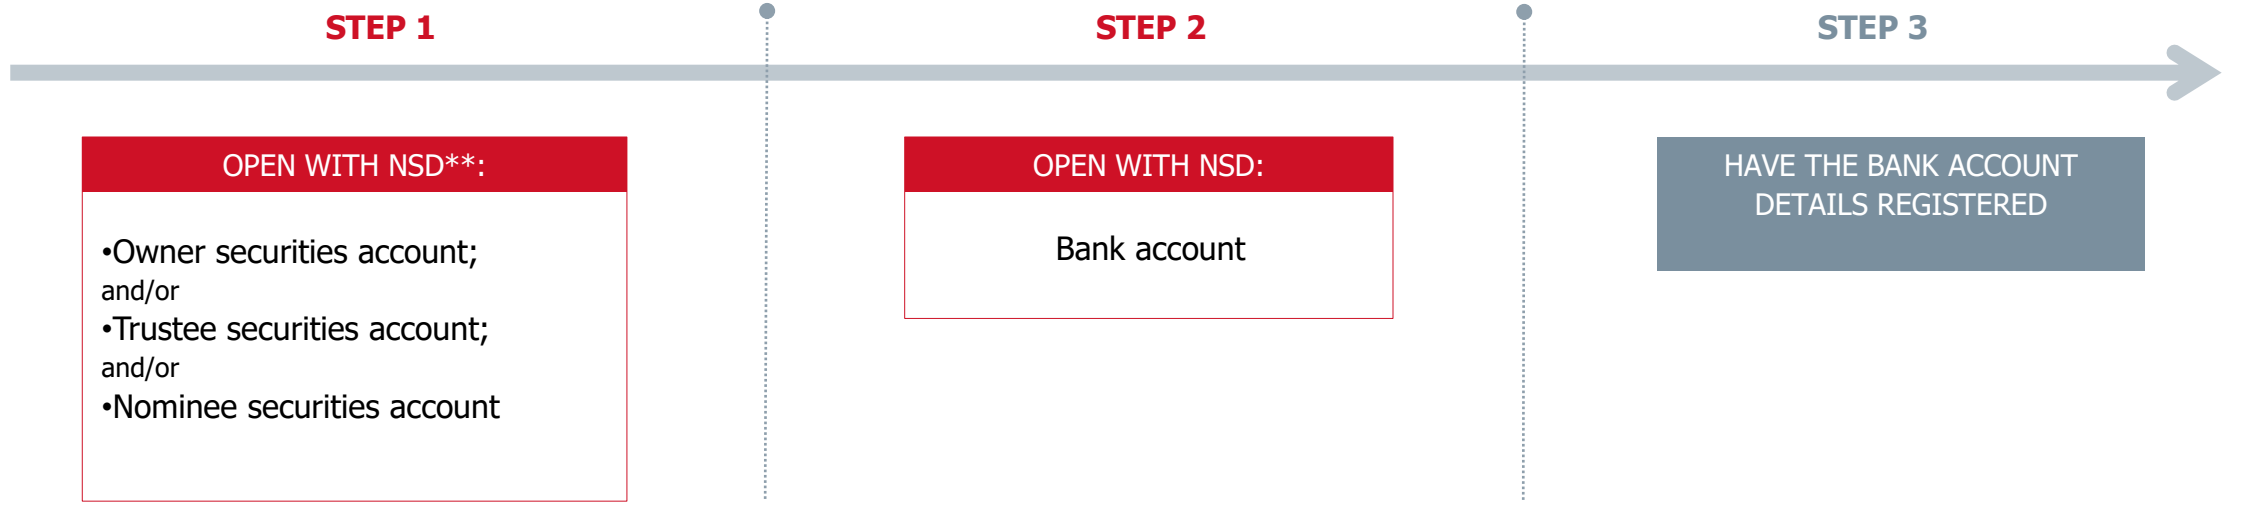 STEP 1
STEP 2
STEP 3
OPEN WITH NSD**:
•Owner securities account;
and/or
•Trustee securities account;
and/or
•Nominee securities account
OPEN WITH NSD:
Bank account
HAVE THE BANK ACCOUNT
DETAILS REGISTERED